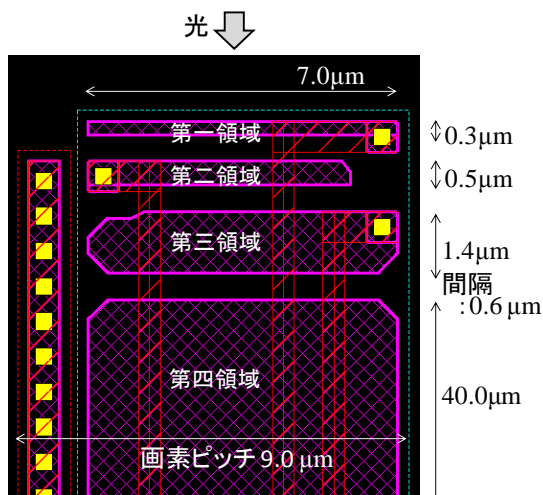 光
7.0μm
第一領域
0.3μm
第二領域
0.5μm
第三領域
1.4μm
間隔
:0.6 μm
第四領域
40.0μm
画素ピッチ9.0 μm